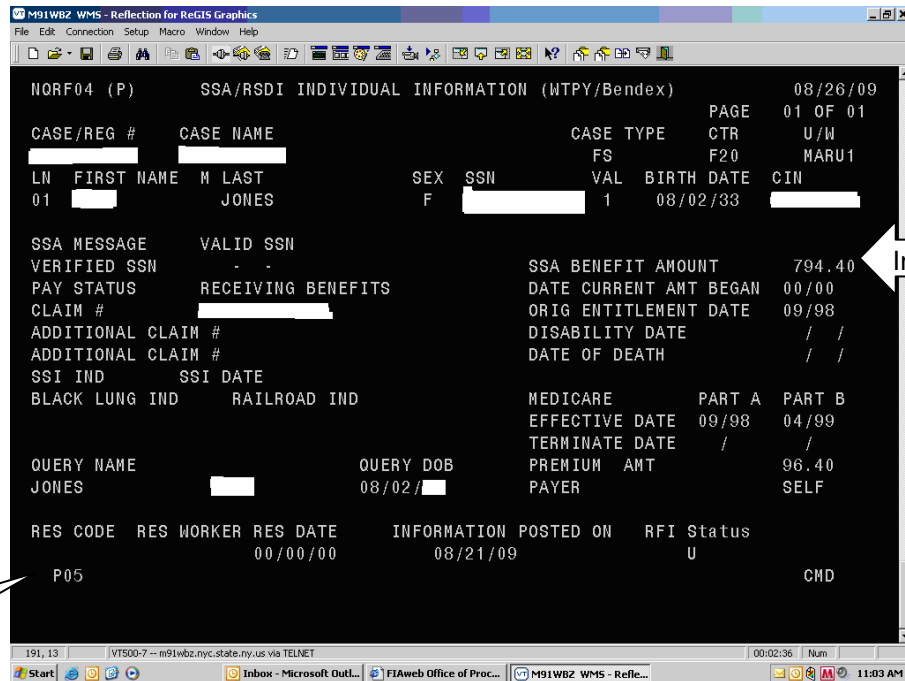 M91WBZ WMS - Reflection for ReGIS Graphics
File Edit Connection Setup Macro Window Help
NQRF04 (P) SSA/RSDI INDIVIDUAL INFORMATION (WTPY/Bendex) 08/26/09
PAGE 01 OF 01
CASE/REG # CASE NAME CASE TYPE CTR U/W
FS F20 MARU1
LN FIRST NAME M LAST SEX SSN VAL BIRTH DATE CIN
01 JONES F 1 08/02/33
SSA MESSAGE VALID SSN
VERIFIED SSN - - SSA BENEFIT AMOUNT 794.40
PAY STATUS RECEIVING BENEFITS DATE CURRENT AMT BEGAN 00/00
CLAIM # ORIG ENTITLEMENT DATE 09/98
ADDITIONAL CLAIM # DISABILITY DATE / /
ADDITIONAL CLAIM # DATE OF DEATH / /
SSI IND SSI DATE
BLACK LUNG IND RAILROAD IND MEDICARE PART A PART B
EFFECTIVE DATE 09/98 04/99
TERMINATE DATE / /
QUERY NAME QUERY DOB PREMIUM AMT 96.40
JONES 08/02/ PAYER SELF
RES CODE RES WORKER RES DATE INFORMATION POSTED ON RFI Status
00/00/00 08/21/09 U
P05 CMD
191, 13 VT500-7 -- m91wbz.nyc.state.ny.us via TELNET 00:02:36 Num
Start Inbox - Microsoft Outl... FIAweb Office of Proc... M91WBZ WMS - Refle... 11:03 AM